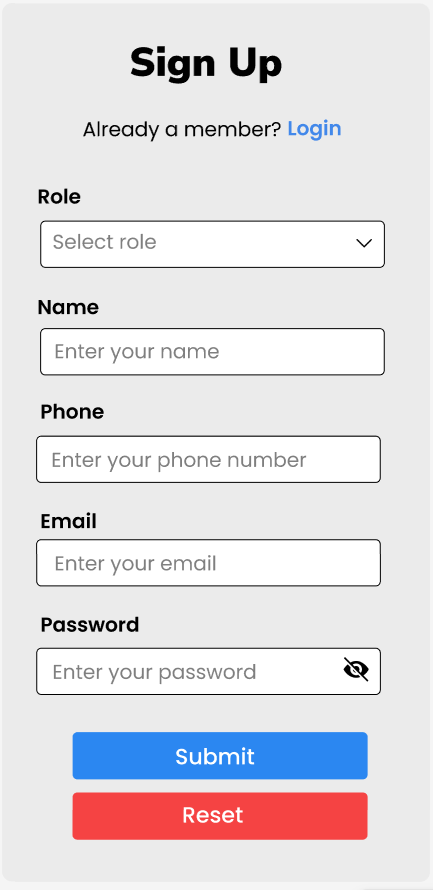 Sign Up
Already a member? Login
Role
Select role
Name
Enter your name
Phone
Enter your phone number
Email
Enter your email
Password
Enter your password
Submit
Reset